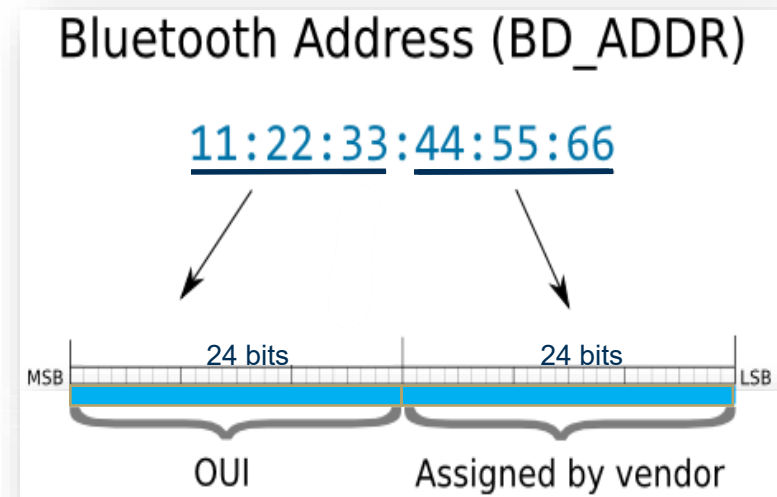 Bluetooth Address (BD_ADDR)
11:22:33:44:55:66
24 bits 24 bits
MSB LSB
OUI Assigned by vendor